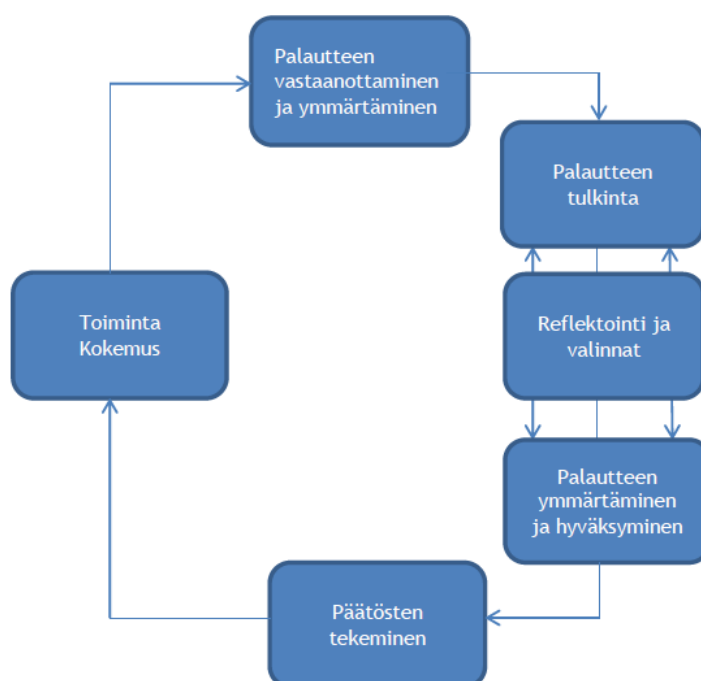 Palautteen
vastaanottaminen
ja ymmärtäminen
Palautteen
tulkinta
Reflektointi ja
valinnat
Palautteen
ymmärtäminen
ja hyväksyminen
Päätösten
tekeminen
Toiminta
Kokemus